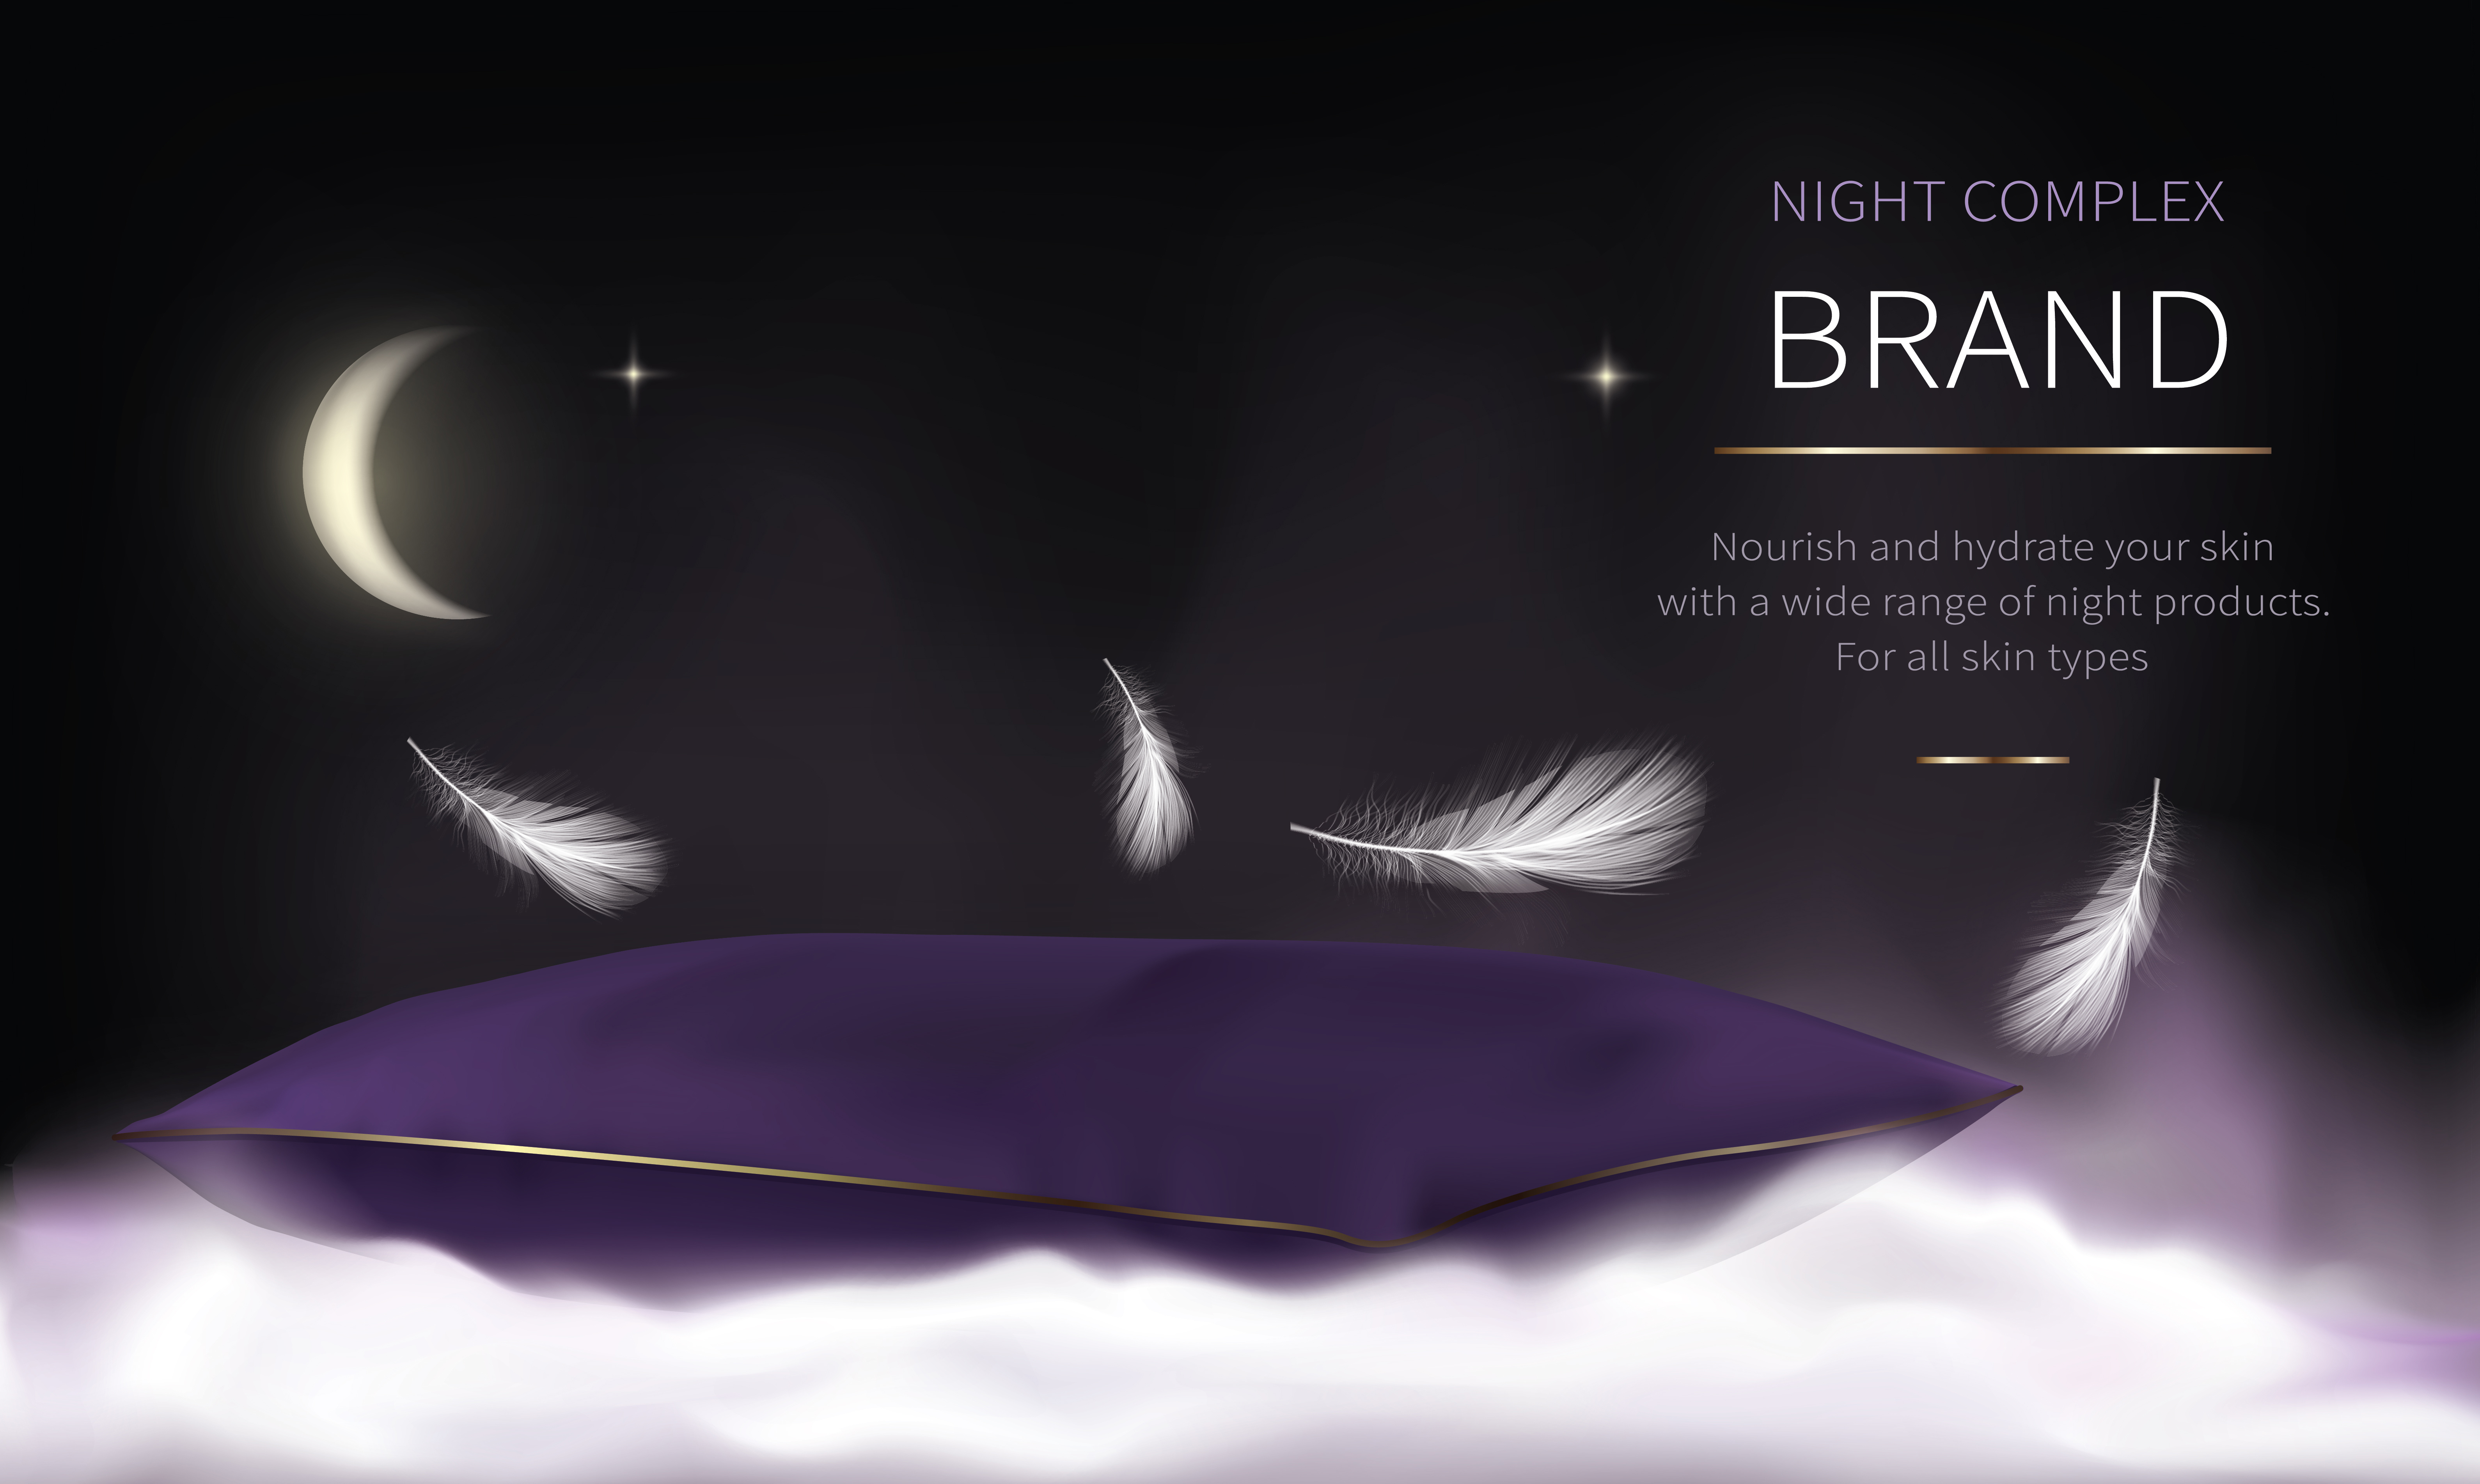 NIGHT COMPLEX
BRAND
Nourish and hydrate your skin
with a wide range of night products.
For all skin types